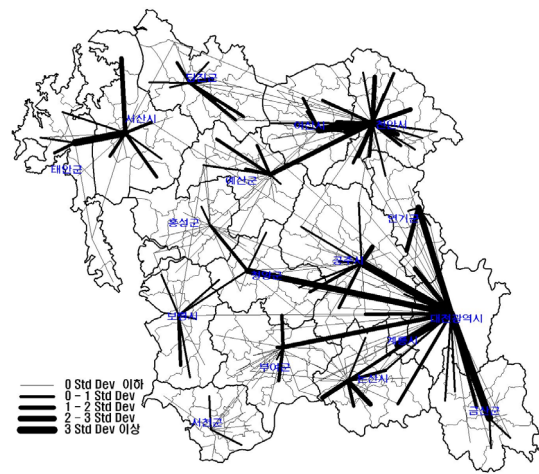 당진군
서산시
아산시
천안시
태안군
예산군
홍성군
연기군
공주시
청양군
보령시
대전광역시
계룡시
부여군
논산시
서천군
금산군
0 Std Dev 이하
0 - 1 Std Dev
1 - 2 Std Dev
2 - 3 Std Dev
3 Std Dev 이상